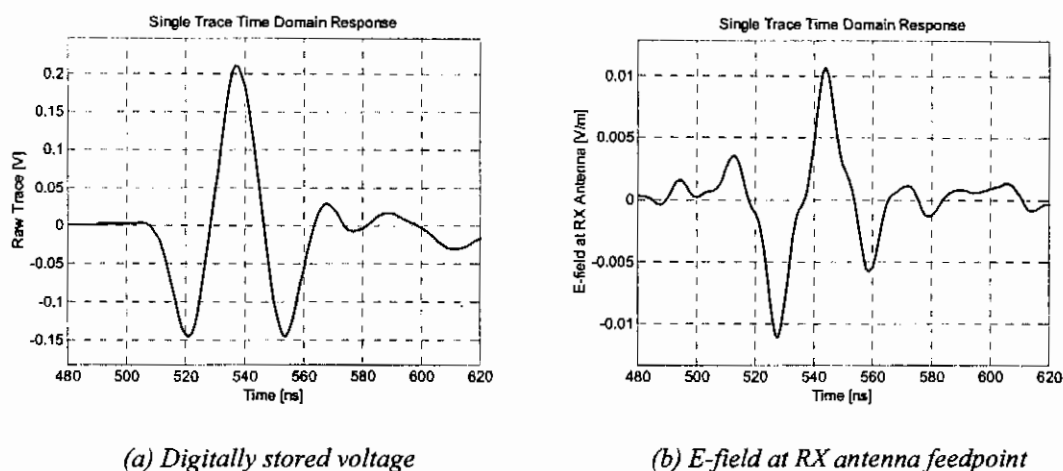 Single Trace Time Domain Response
Raw Trace [V]
0.2
0.15
0.1
0.05
0
-0.05
-0.1
-0.15
480 500 520 540 560 580 600 620
Time [ns]
(a) Digitally stored voltage
Single Trace Time Domain Response
E-field at RX Antenna [V/m]
0.01
0.005
0
-0.005
-0.01
480 500 520 540 560 580 600 620
Time [ns]
(b) E-field at RX antenna feedpoint